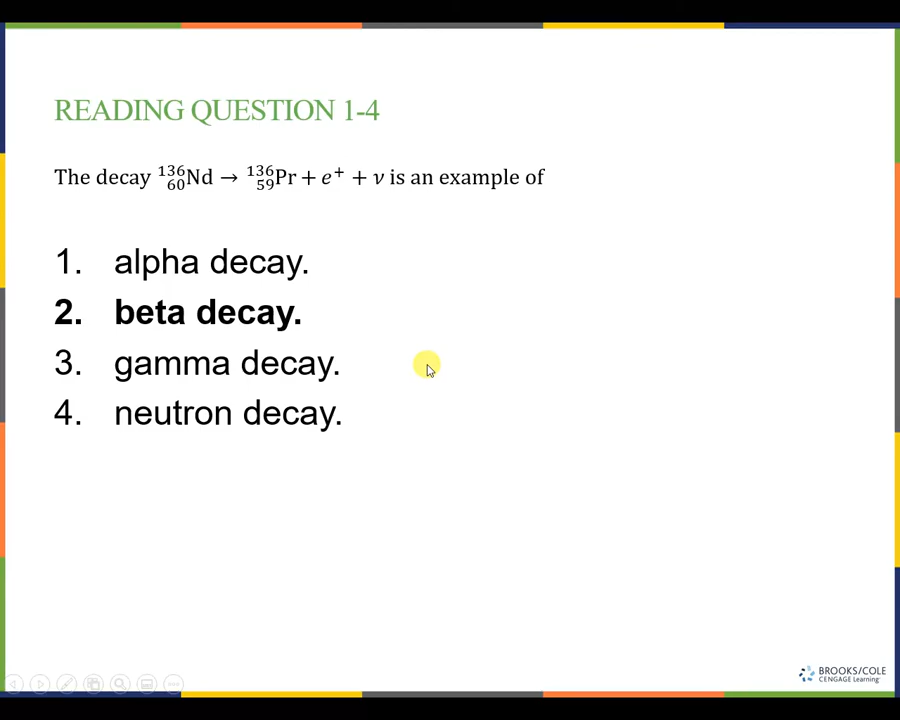 READING QUESTION 1-4
The decay ¹³⁶₆₀Nd → ¹³⁶₅₉Pr + e⁺ + ν is an example of
1. alpha decay.
2. beta decay.
3. gamma decay.
4. neutron decay.
BROOKS/COLE
CENGAGE Learning